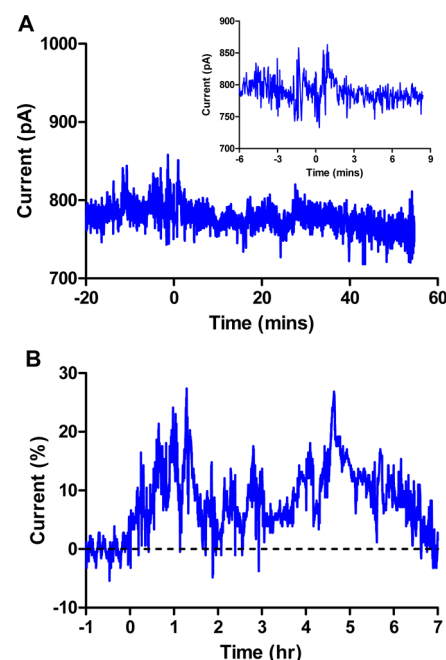 A
1000
900
800
700
Current (pA)
-20 0 20 40 60
Time (mins)
900
850
800
750
700
Current (pA)
-6 -3 0 3 6 9
Time (mins)
B
30
20
10
0
-10
Current (%)
-1 0 1 2 3 4 5 6 7
Time (hr)